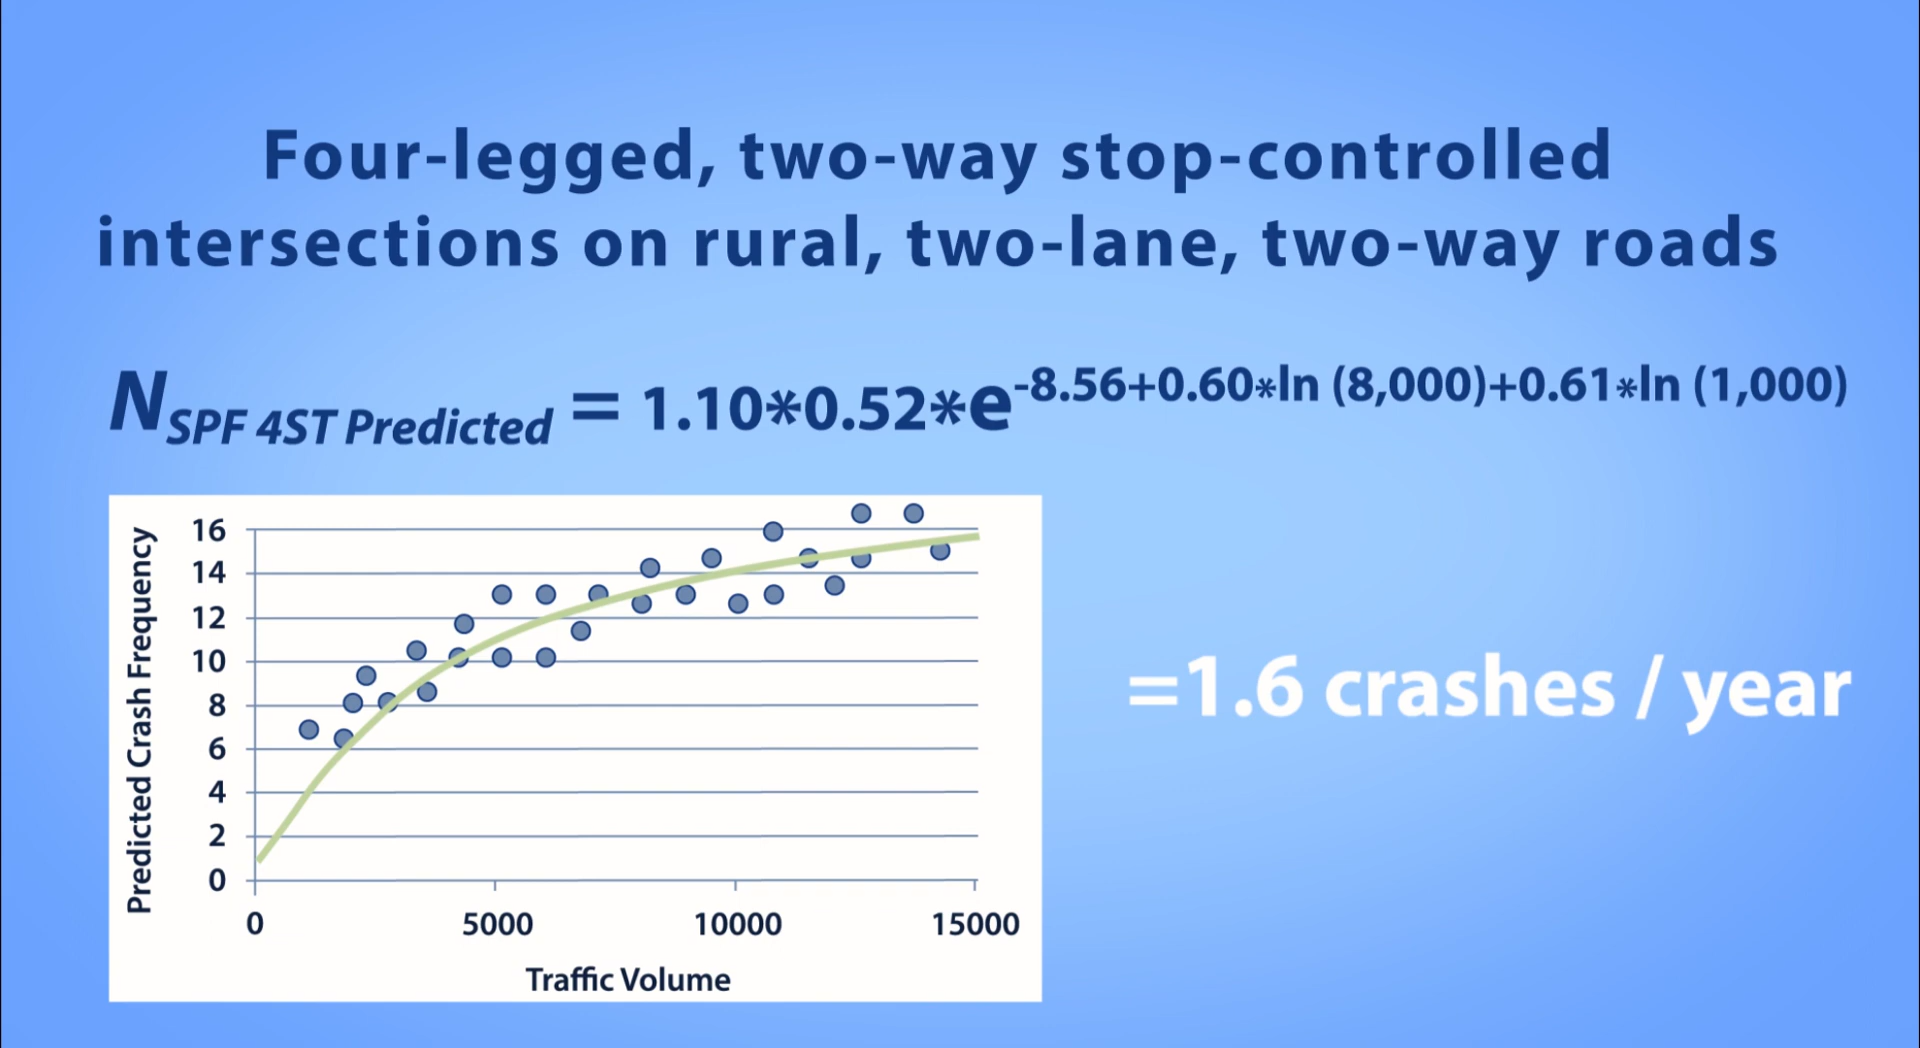 Four-legged, two-way stop-controlled
intersections on rural, two-lane, two-way roads
N SPF 4ST Predicted = 1.10*0.52*e -8.56+0.60*ln (8,000)+0.61*ln (1,000)
Predicted Crash Frequency
16
14
12
10
8
6
4
2
0
0 5000 10000 15000
Traffic Volume
=1.6 crashes / year